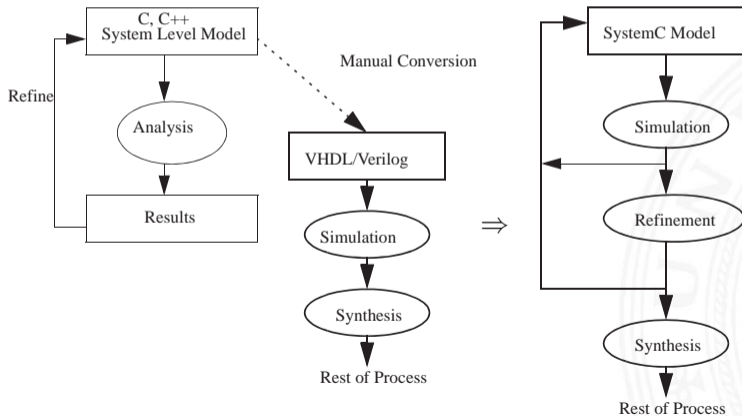 C, C++
System Level Model
Refine
Analysis
Results
Manual Conversion
VHDL/Verilog
Simulation
Synthesis
Rest of Process
⇒
SystemC Model
Simulation
Refinement
Synthesis
Rest of Process